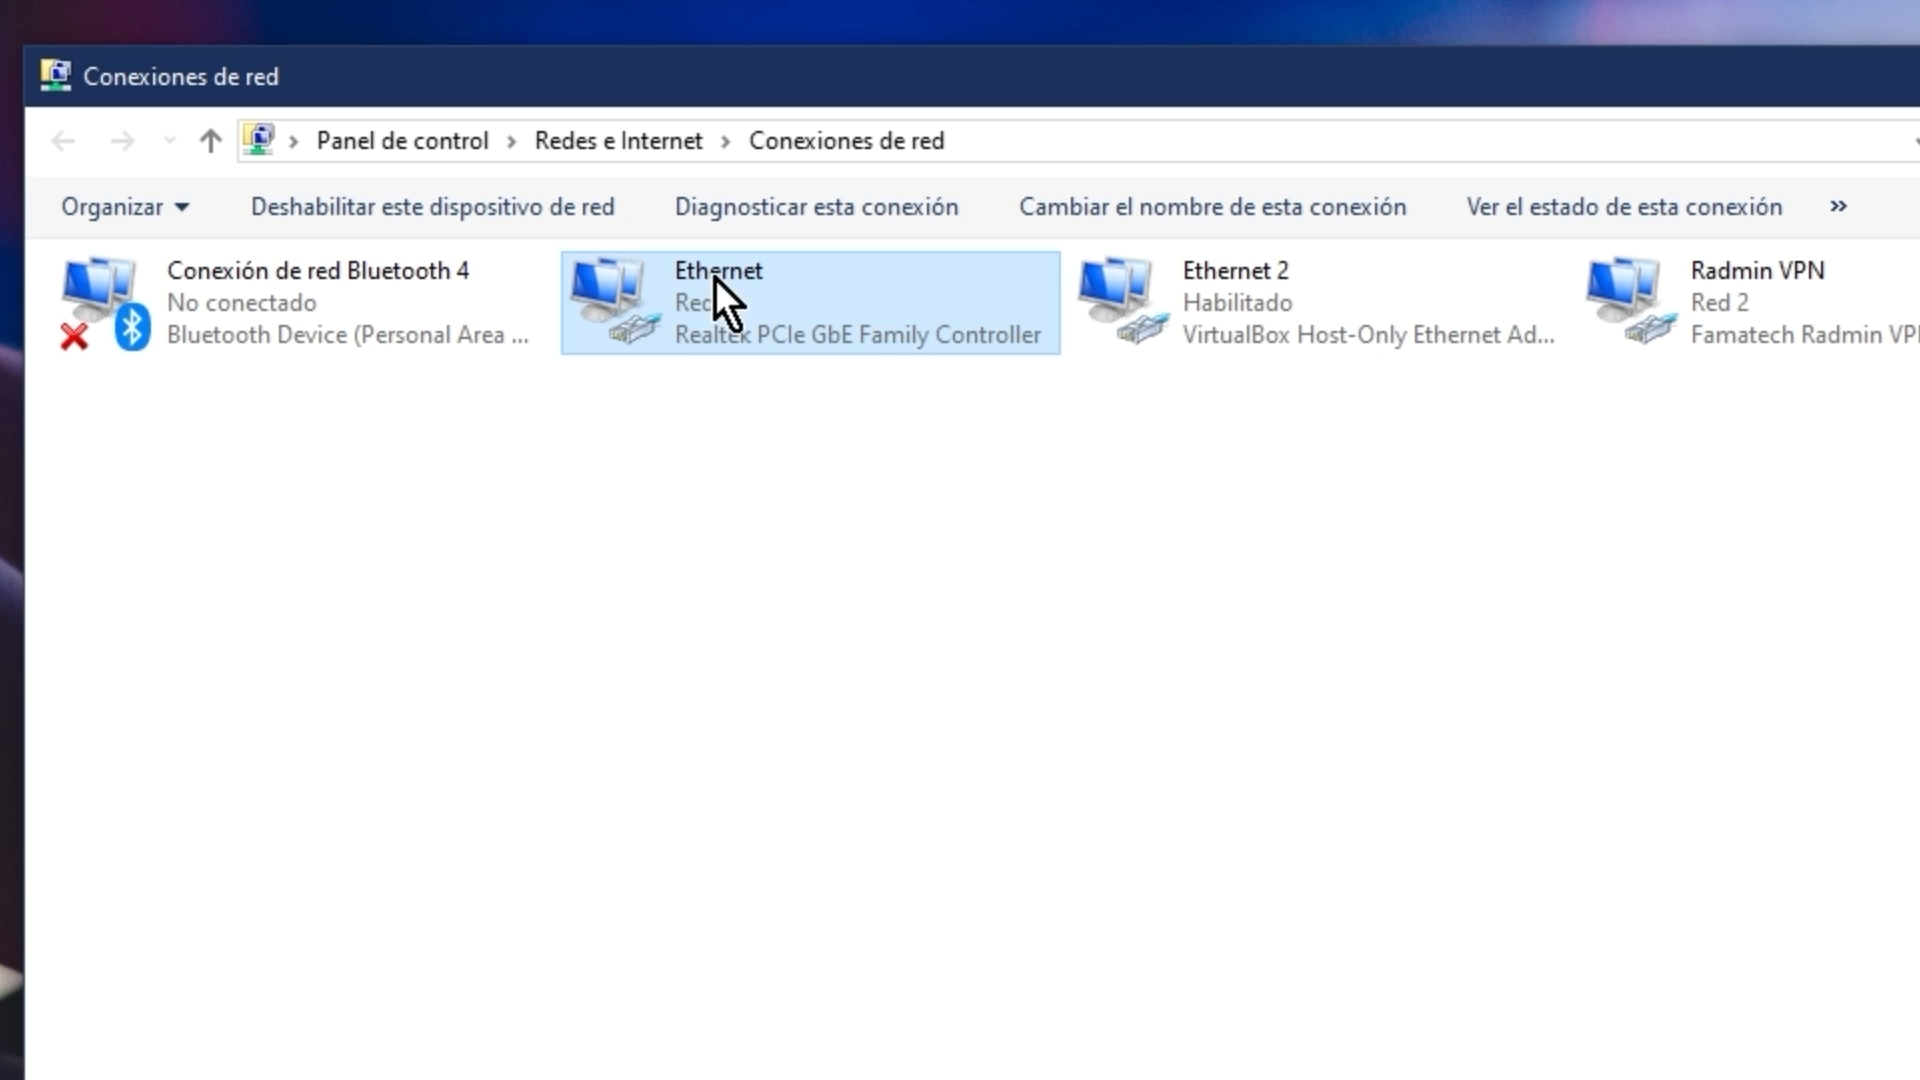 Conexiones de red
Panel de control > Redes e Internet > Conexiones de red
Organizar Deshabilitar este dispositivo de red Diagnosticar esta conexión Cambiar el nombre de esta conexión Ver el estado de esta conexión »
Conexión de red Bluetooth 4
No conectado
Bluetooth Device (Personal Area ...
Ethernet
Realtek PCIe GbE Family Controller
Ethernet 2
Habilitado
VirtualBox Host-Only Ethernet Ad...
Radmin VPN
Red 2
Famatech Radmin